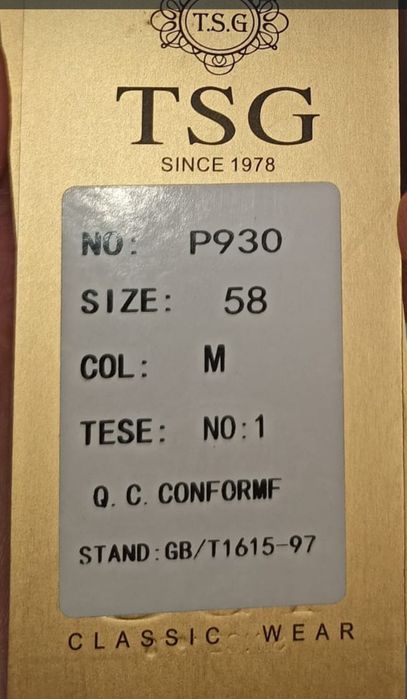 T.S.G
TSG
SINCE 1978
NO: P930
SIZE: 58
COL: M
TESE: NO:1
Q.C.CONFORMF
STAND:GB/T1615-97
CLASSIC WEAR